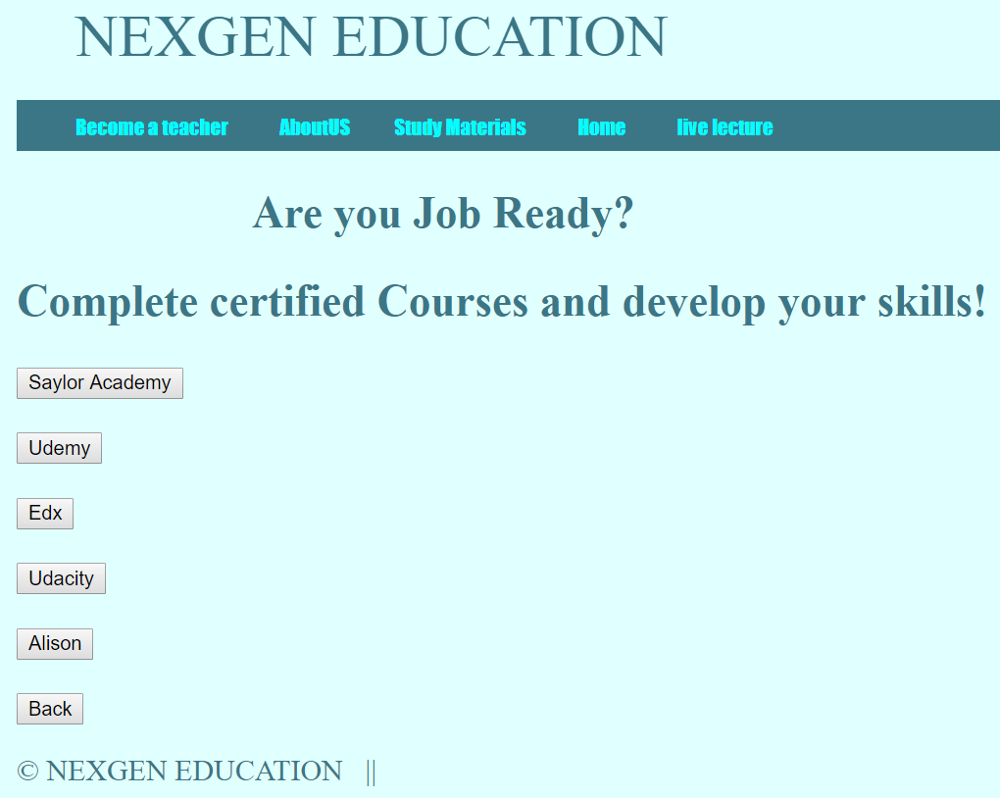 NEXGEN EDUCATION
Become a teacher AboutUS Study Materials Home live lecture
Are you Job Ready?
Complete certified Courses and develop your skills!
Saylor Academy
Udemy
Edx
Udacity
Alison
Back
© NEXGEN EDUCATION ||